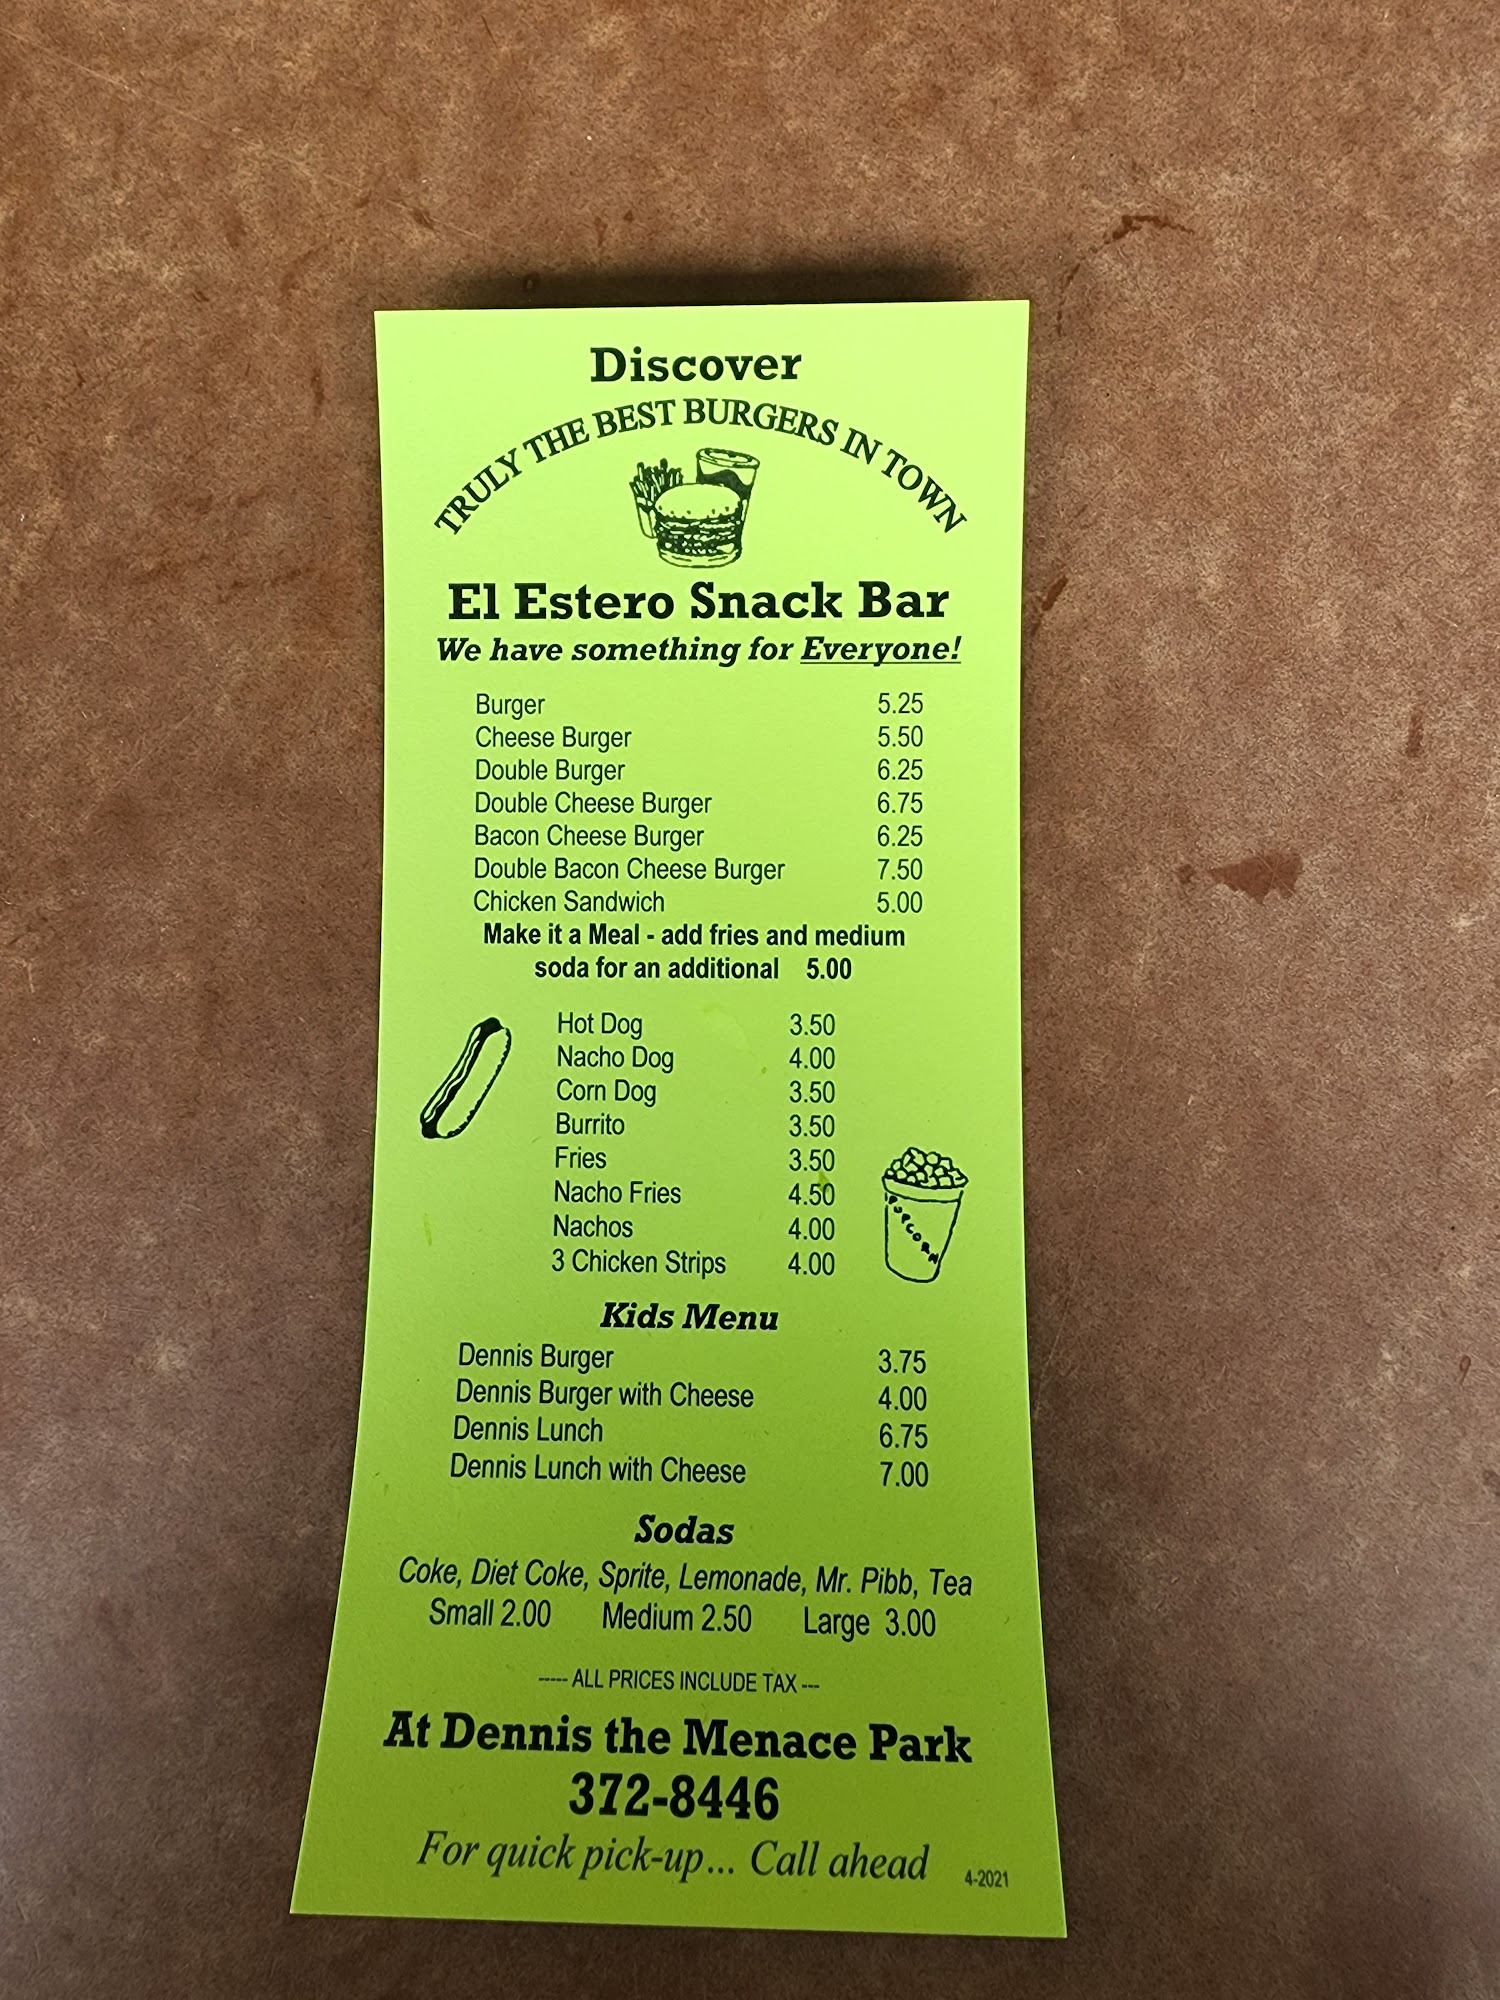 Discover
TRULY THE BEST BURGERS IN TOWN
El Estero Snack Bar
We have something for Everyone!
Burger 5.25
Cheese Burger 5.50
Double Burger 6.25
Double Cheese Burger 6.75
Bacon Cheese Burger 6.25
Double Bacon Cheese Burger 7.50
Chicken Sandwich 5.00
Make it a Meal - add fries and medium
soda for an additional 5.00
Hot Dog 3.50
Nacho Dog 4.00
Corn Dog 3.50
Burrito 3.50
Fries 3.50
Nacho Fries 4.50
Nachos 4.00
3 Chicken Strips 4.00
POPCORN
Kids Menu
Dennis Burger 3.75
Dennis Burger with Cheese 4.00
Dennis Lunch 6.75
Dennis Lunch with Cheese 7.00
Sodas
Coke, Diet Coke, Sprite, Lemonade, Mr. Pibb, Tea
Small 2.00 Medium 2.50 Large 3.00
----- ALL PRICES INCLUDE TAX ---
At Dennis the Menace Park
372-8446
For quick pick-up... Call ahead 4-2021